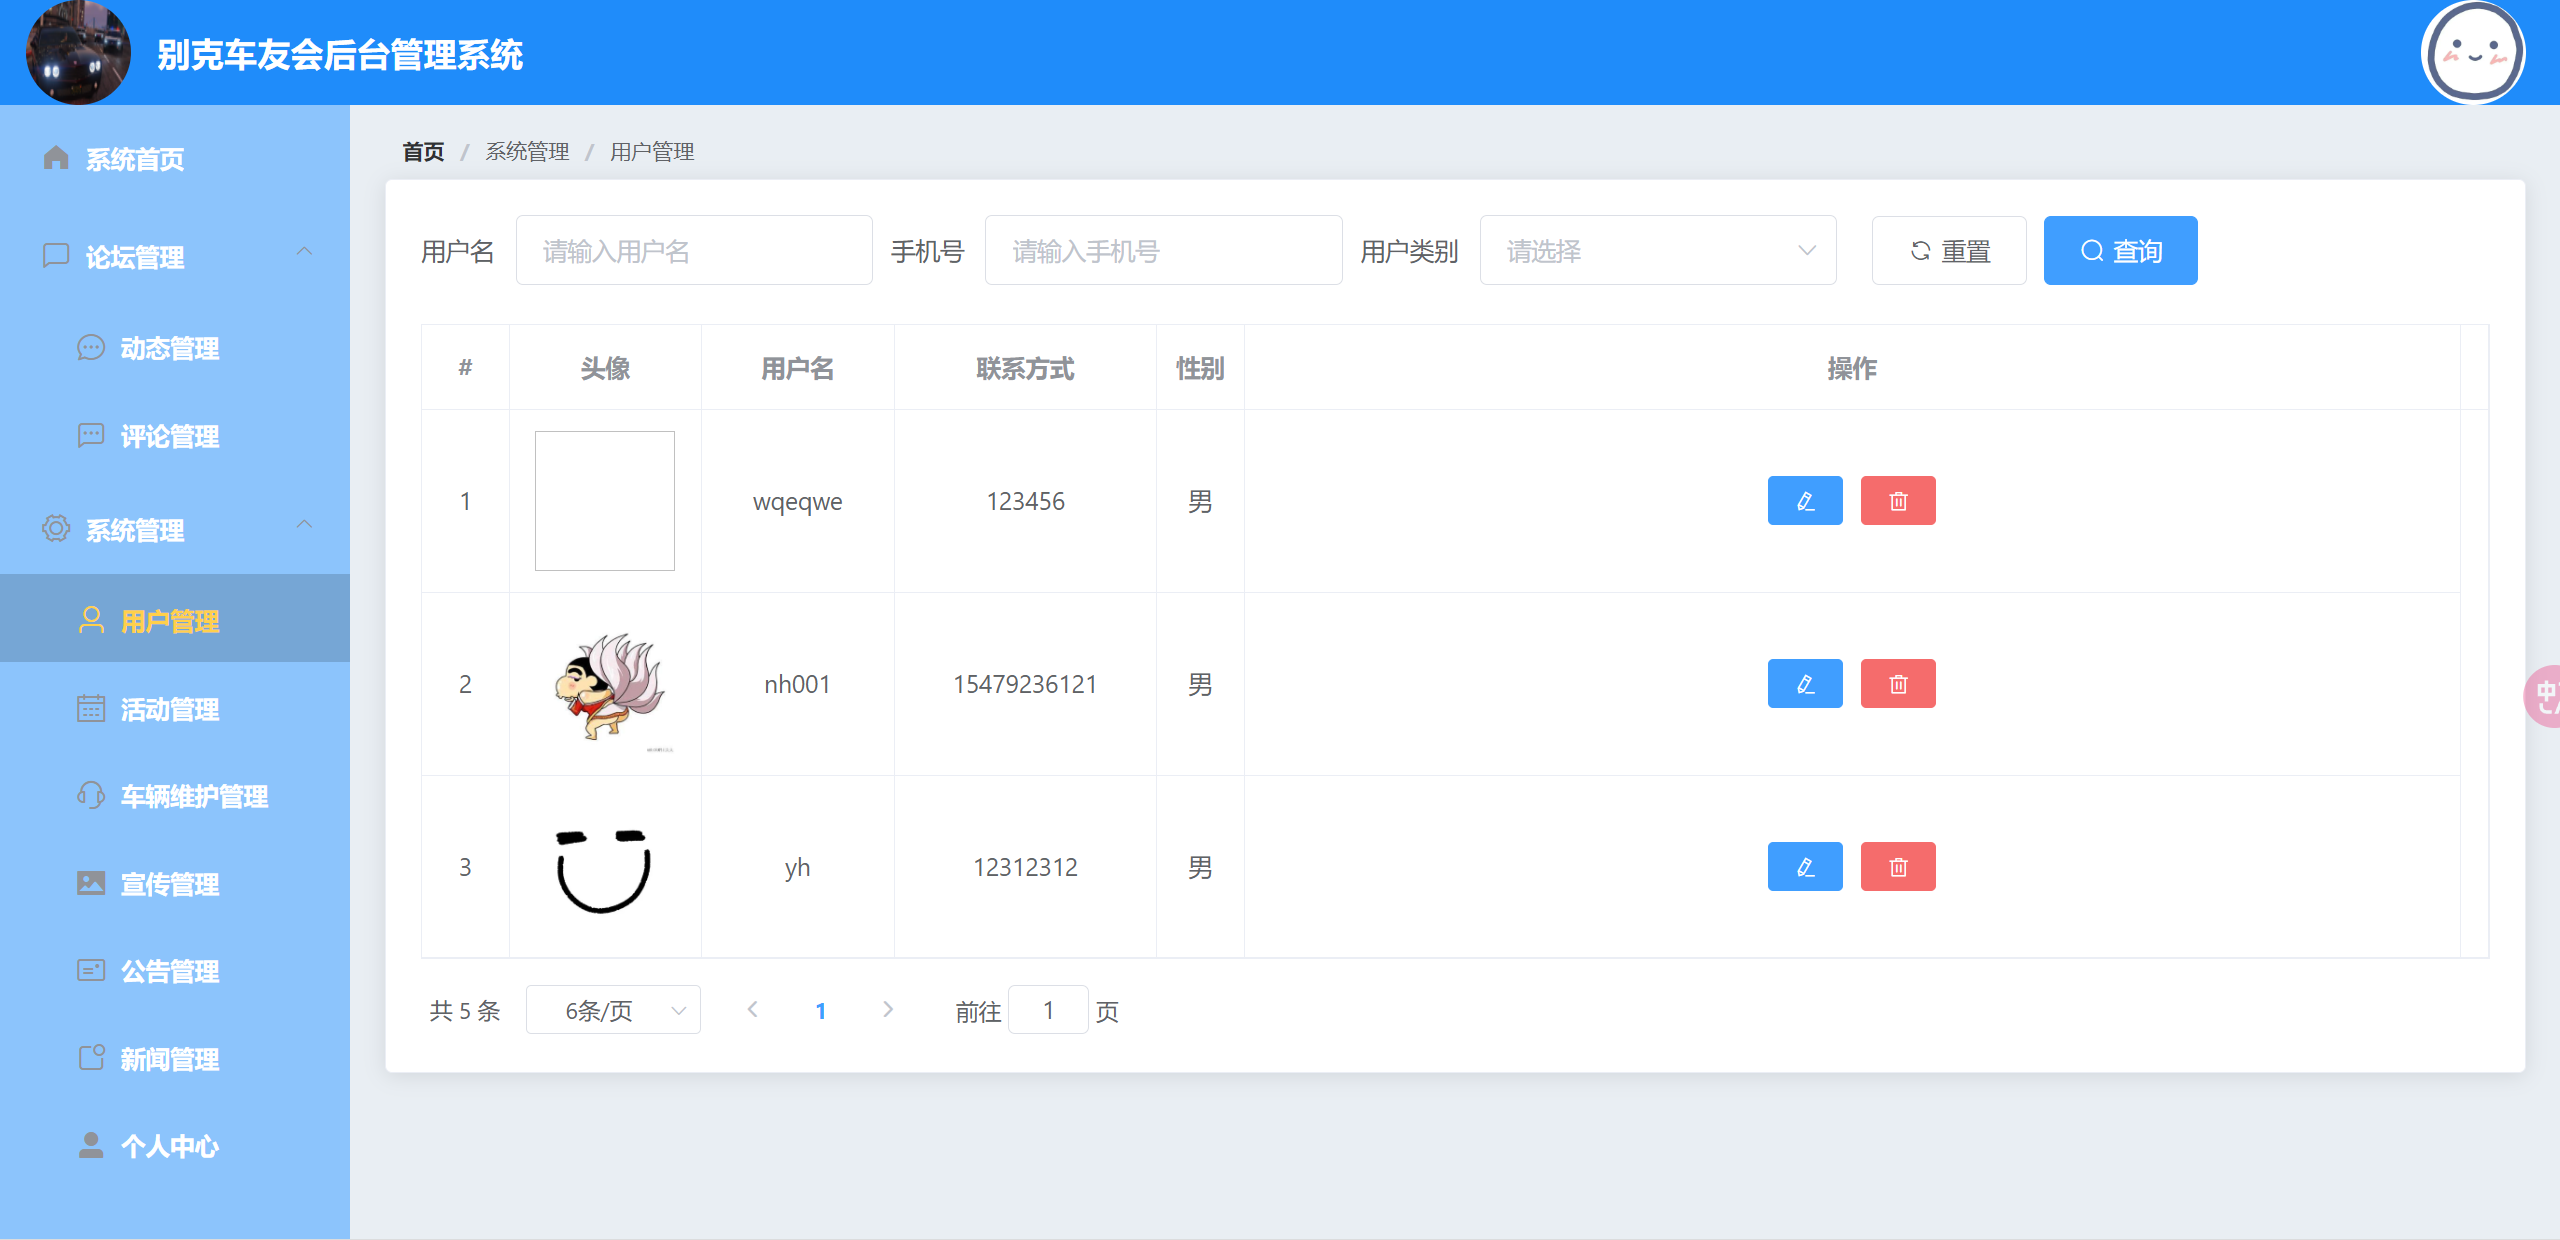 别克车友会后台管理系统
系统首页
论坛管理
动态管理
评论管理
系统管理
用户管理
活动管理
车辆维护管理
宣传管理
公告管理
新闻管理
个人中心
首页 / 系统管理 / 用户管理
用户名 请输入用户名 手机号 请输入手机号 用户类别 请选择 重置 查询
# 头像 用户名 联系方式 性别 操作
1 wqeqwe 123456 男
2 nh001 15479236121 男
3 yh 12312312 男
共 5 条 6条/页 1 前往 1 页
中